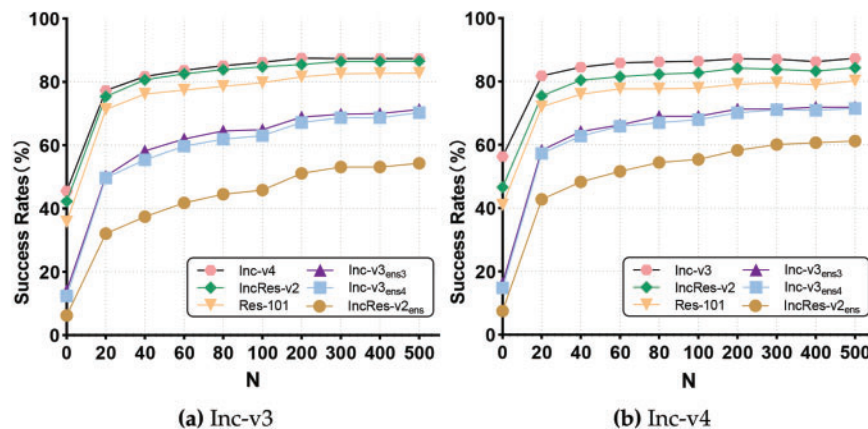 100
80
60
40
20
0
Success Rates (%)
Inc-v4
IncRes-v2
Res-101
Inc-v3ens3
Inc-v3ens4
IncRes-v2ens
0 20 40 60 80 100 200 300 400 500
N
(a) Inc-v3
100
80
60
40
20
0
Success Rates (%)
Inc-v3
IncRes-v2
Res-101
Inc-v3ens3
Inc-v3ens4
IncRes-v2ens
0 20 40 60 80 100 200 300 400 500
N
(b) Inc-v4